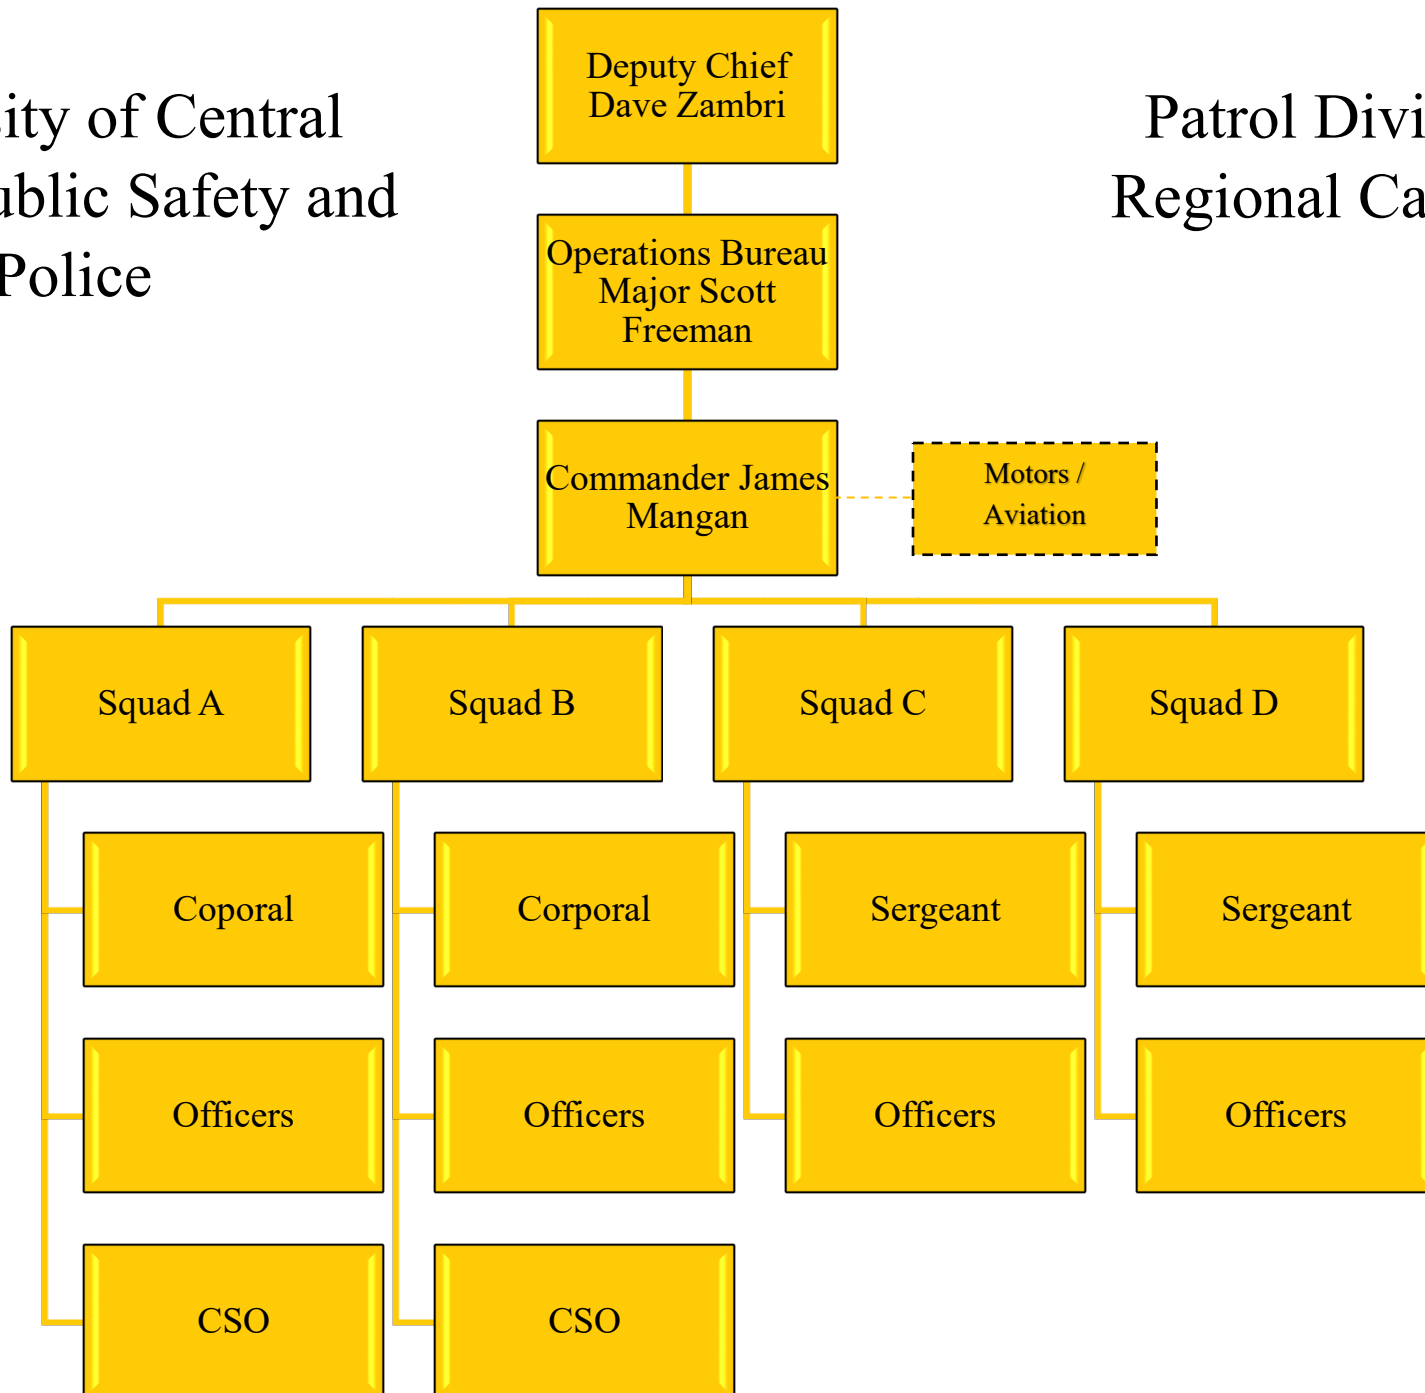 Deputy Chief
Dave Zambri
sity of Central
ublic Safety and
Police
Patrol Divi
Regional Ca
Operations Bureau
Major Scott
Freeman
Commander James
Mangan
Motors /
Aviation
Squad A
Squad B
Squad C
Squad D
Coporal
Corporal
Sergeant
Sergeant
Officers
Officers
Officers
Officers
CSO
CSO